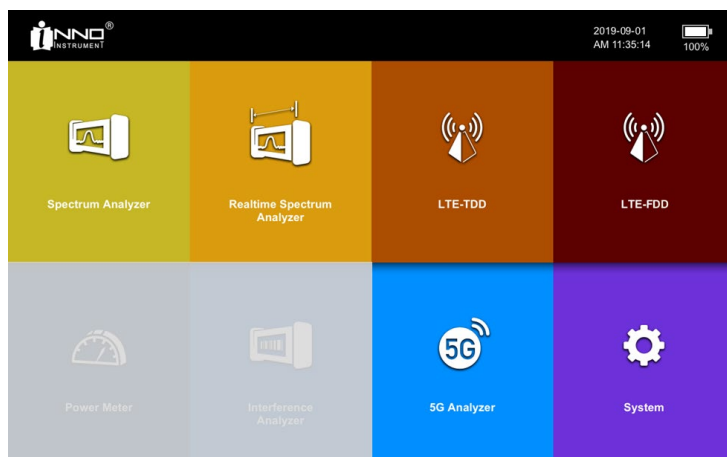 iNNO®
INSTRUMENT
2019-09-01
AM 11:35:14
100%
Spectrum Analyzer
Realtime Spectrum
Analyzer
LTE-TDD
LTE-FDD
Power Meter
Interference
Analyzer
5G
5G Analyzer
System